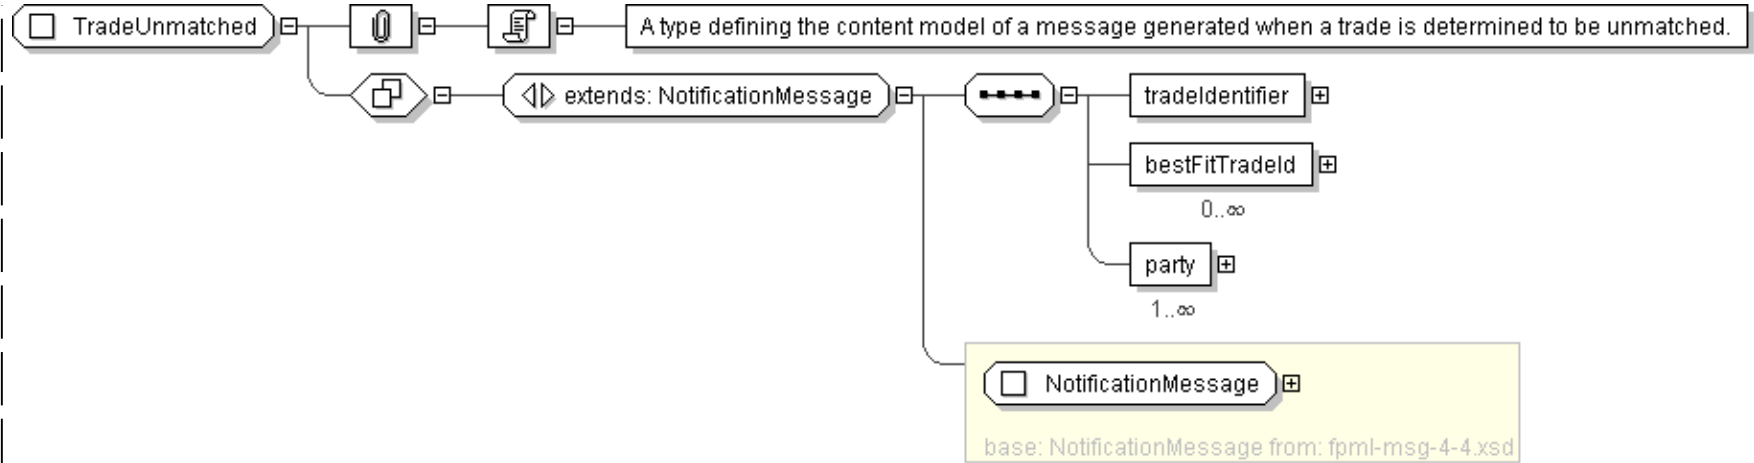 TradeUnmatched
A type defining the content model of a message generated when a trade is determined to be unmatched.
extends: NotificationMessage
tradeIdentifier
bestFitTradeId
0..∞
party
1..∞
NotificationMessage
base: NotificationMessage from: fpml-msg-4-4.xsd